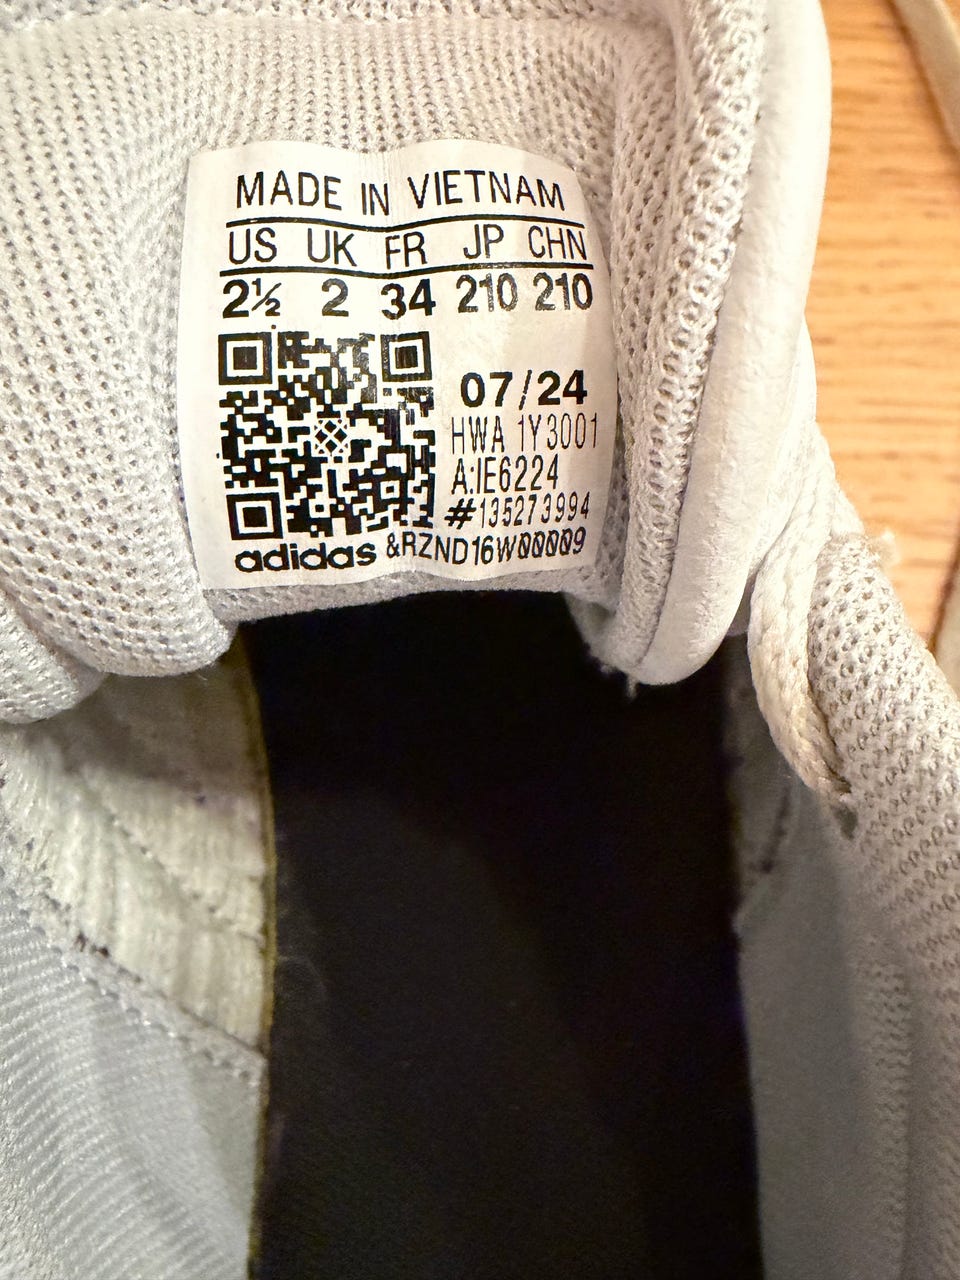 MADE IN VIETNAM
US UK FR JP CHN
2½ 2 34 210 210
07/24
HWA 1Y3001
A:IE6224
#135273994
adidas &RZND16W00009